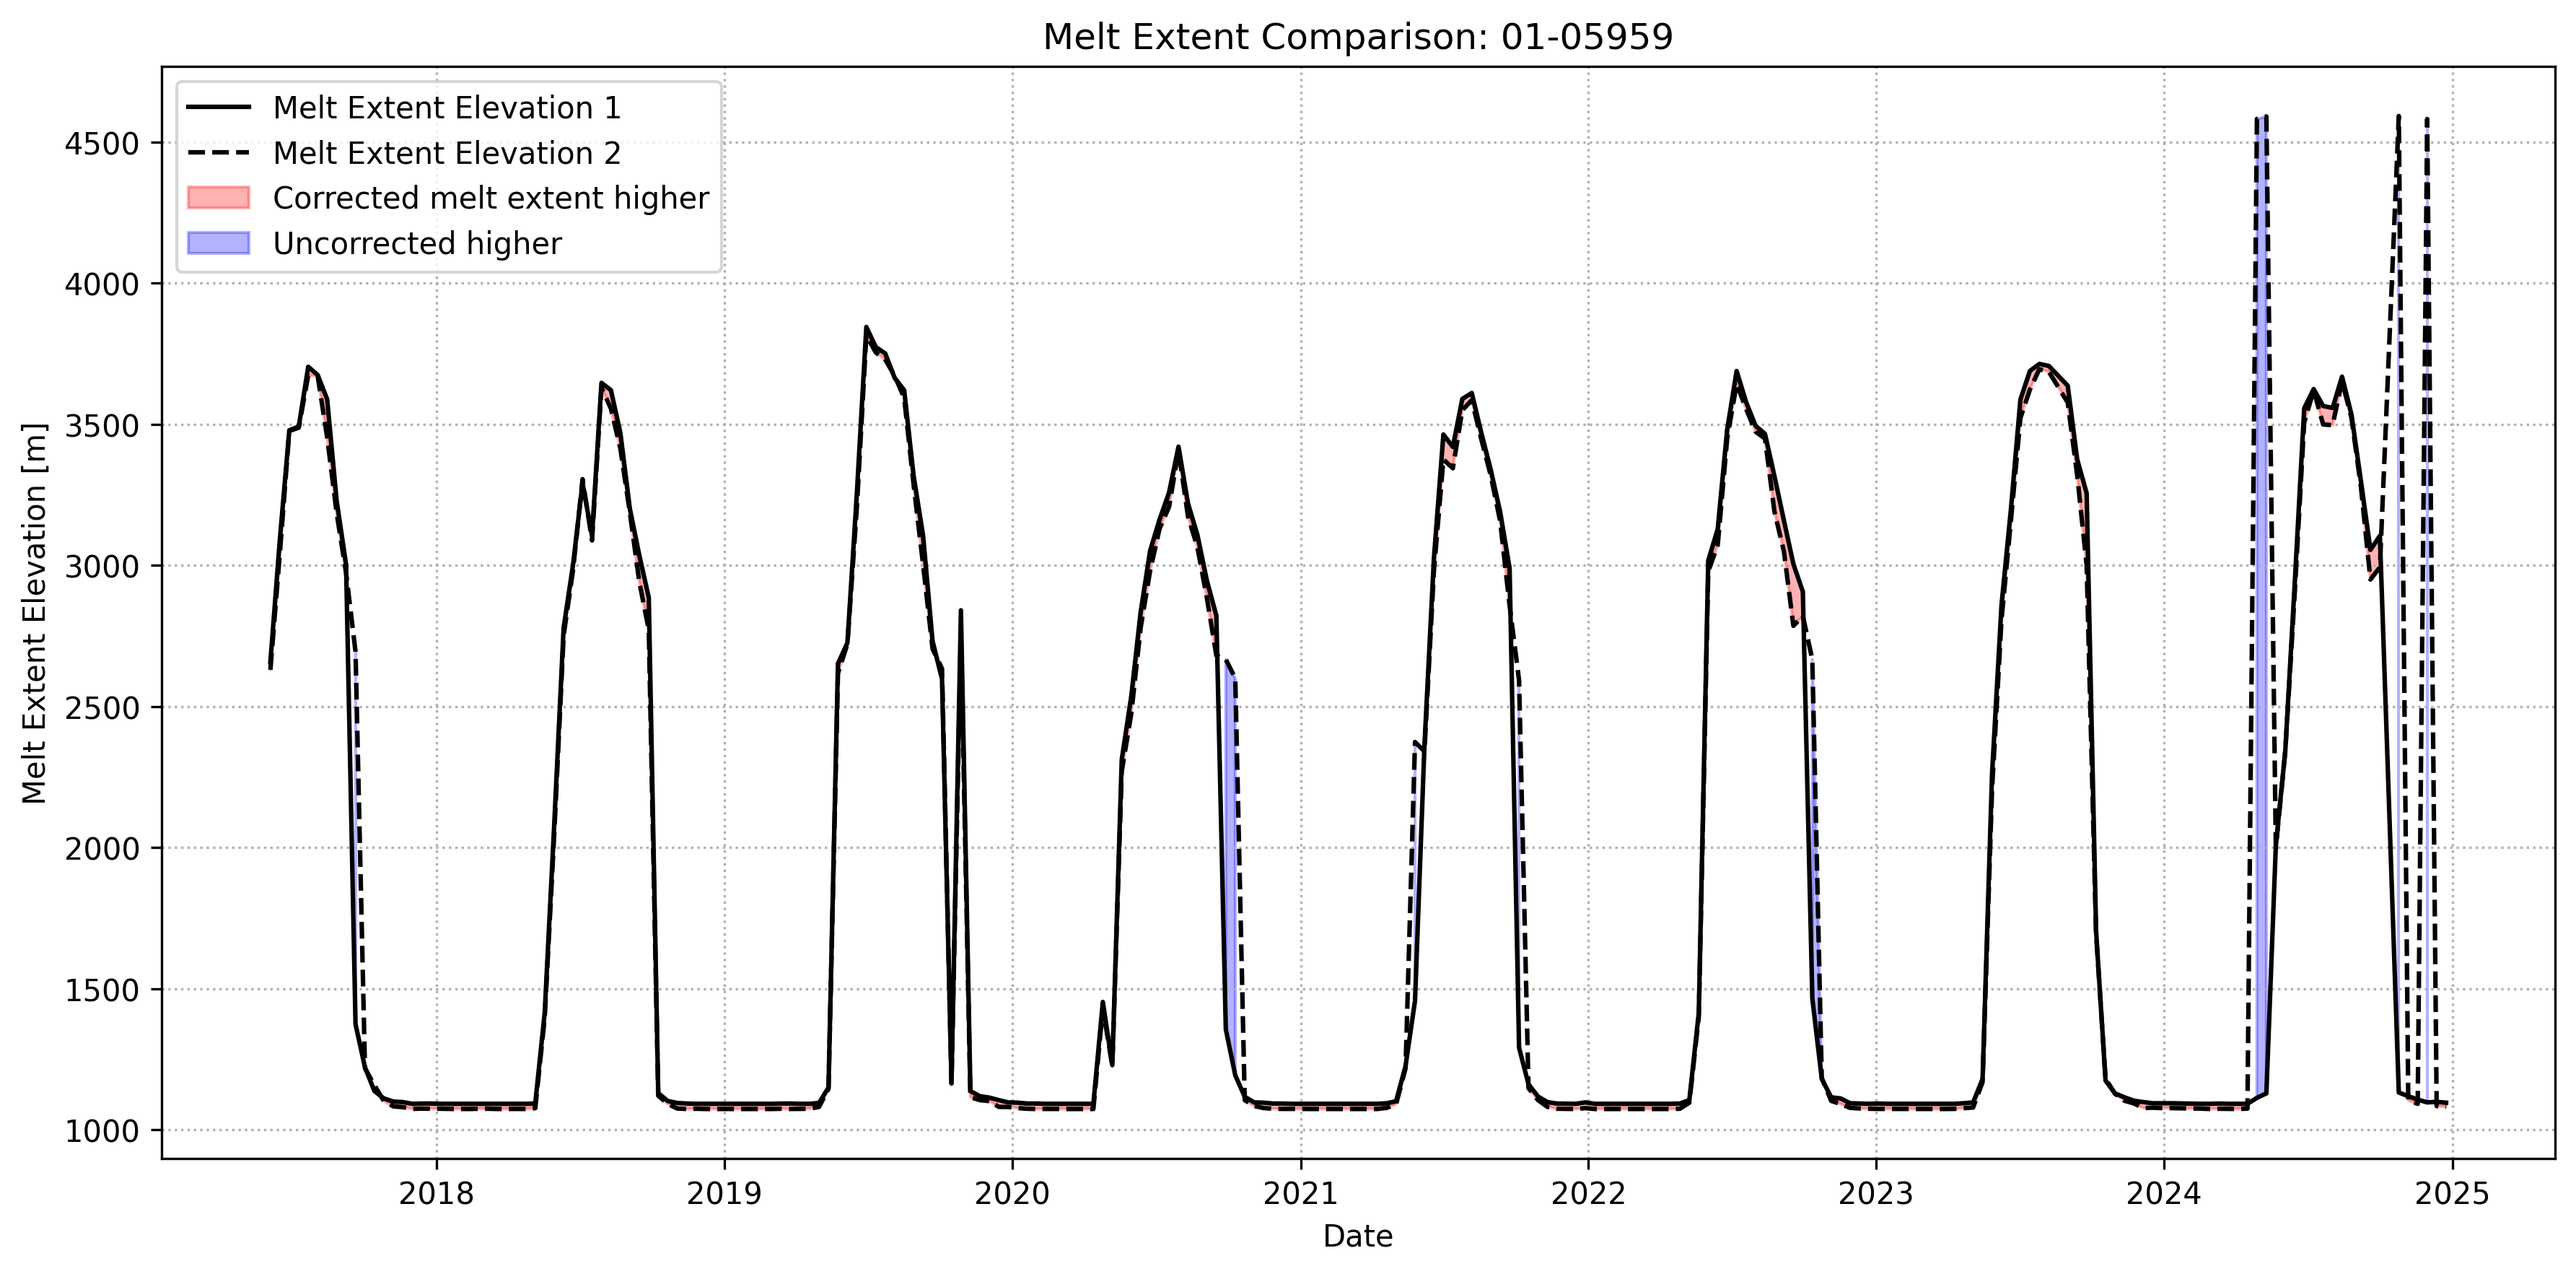 Melt Extent Comparison: 01-05959
Melt Extent Elevation 1
Melt Extent Elevation 2
Corrected melt extent higher
Uncorrected higher
Melt Extent Elevation [m]
4500
4000
3500
3000
2500
2000
1500
1000
2018 2019 2020 2021 2022 2023 2024 2025
Date